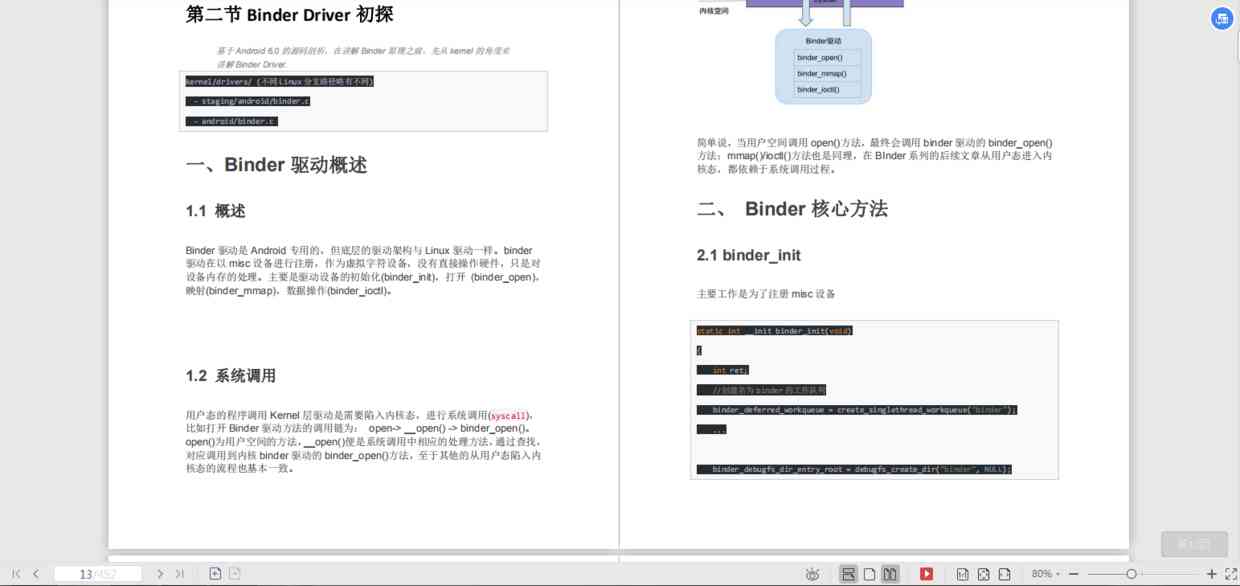 第二节 Binder Driver 初探
基于 Android 6.0 的源码剖析，在讲解 Binder 原理之前，先从 kernel 的角度来
讲解 Binder Driver.
kernel/drivers/ (不同 Linux 分支路径略有不同)
- staging/android/binder.c
- android/binder.c
一、Binder 驱动概述
1.1 概述
Binder 驱动是 Android 专用的，但底层的驱动架构与 Linux 驱动一样。binder
驱动在以 misc 设备进行注册，作为虚拟字符设备，没有直接操作硬件，只是对
设备内存的处理。主要是驱动设备的初始化(binder_init)，打开 (binder_open)，
映射(binder_mmap)，数据操作(binder_ioctl)。
1.2 系统调用
用户态的程序调用 Kernel 层驱动是需要陷入内核态，进行系统调用(syscall)，
比如打开 Binder 驱动方法的调用链为： open-> __open() -> binder_open()。
open()为用户空间的方法，__open()便是系统调用中相应的处理方法，通过查找，
对应调用到内核 binder 驱动的 binder_open()方法，至于其他的从用户态陷入内
核态的流程也基本一致。
内核空间
Binder驱动
binder_open()
binder_mmap()
binder_ioctl()
简单说，当用户空间调用 open()方法，最终会调用 binder 驱动的 binder_open()
方法；mmap()/ioctl()方法也是同理，在 BInder 系列的后续文章从用户态进入内
核态，都依赖于系统调用过程。
二、 Binder 核心方法
2.1 binder_init
主要工作是为了注册 misc 设备
static int __init binder_init(void)
{
int ret;
//创建名为 binder 的工作队列
binder_deferred_workqueue = create_singlethread_workqueue("binder");
...
binder_debugfs_dir_entry_root = debugfs_create_dir("binder", NULL);
13/457
80%